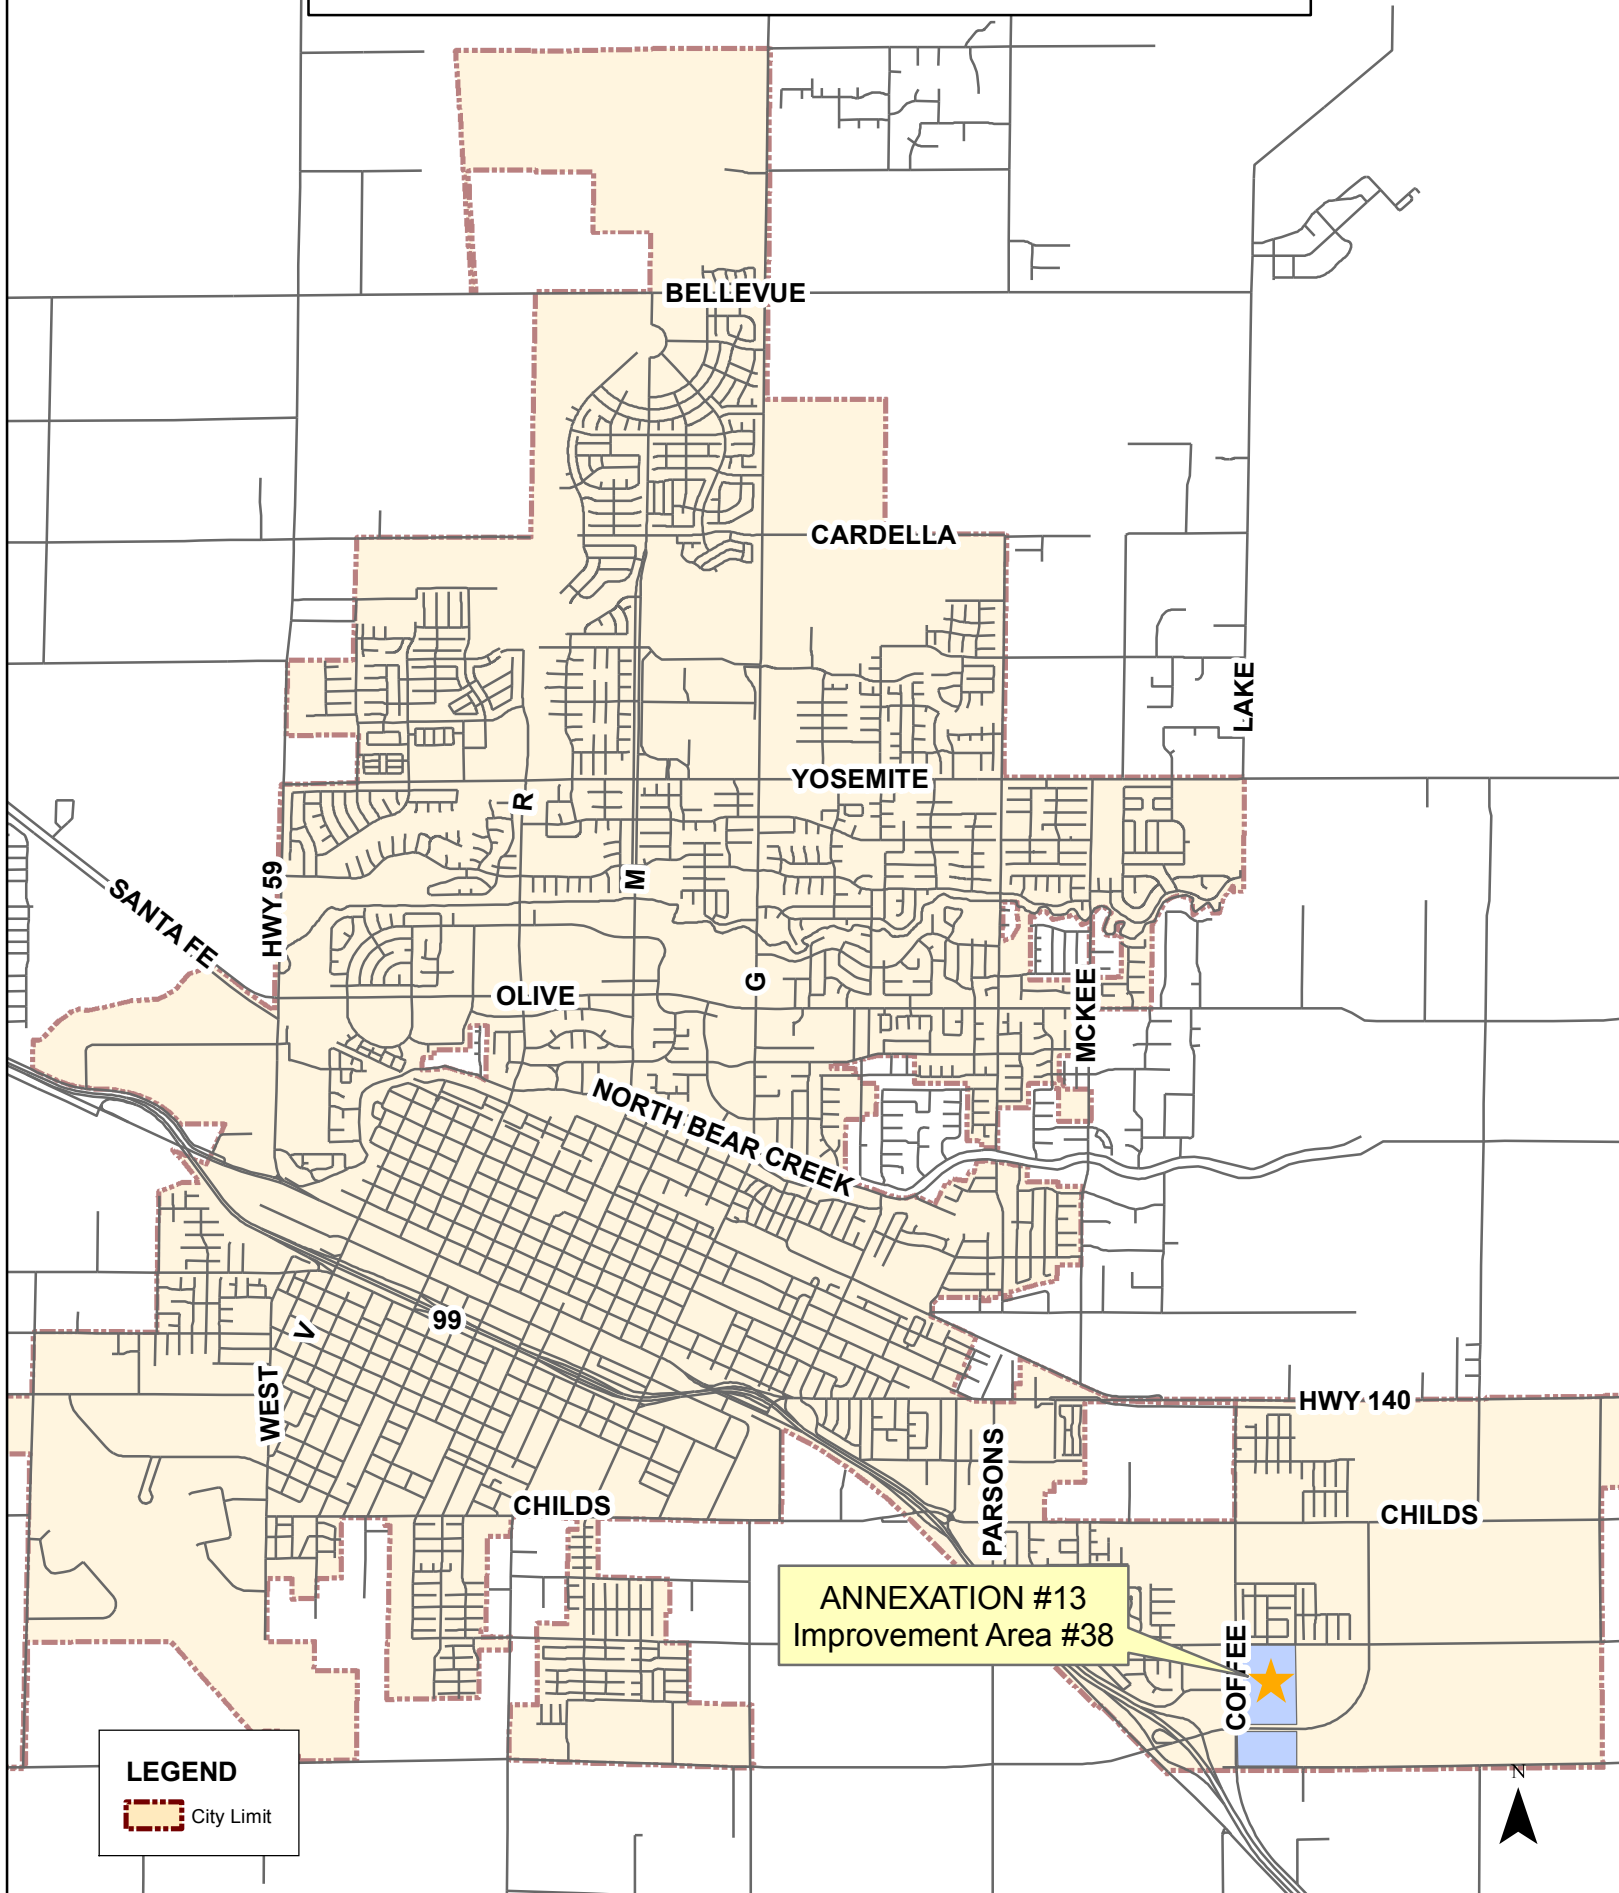 BELLEVUE
CARDELLA
LAKE
YOSEMITE
R
M
HWY 59
SANTA FE
OLIVE
G
MCKEE
NORTH BEAR CREEK
99
V
WEST
HWY 140
PARSONS
CHILDS
CHILDS
ANNEXATION #13
Improvement Area #38
COFFEE
LEGEND
City Limit
N